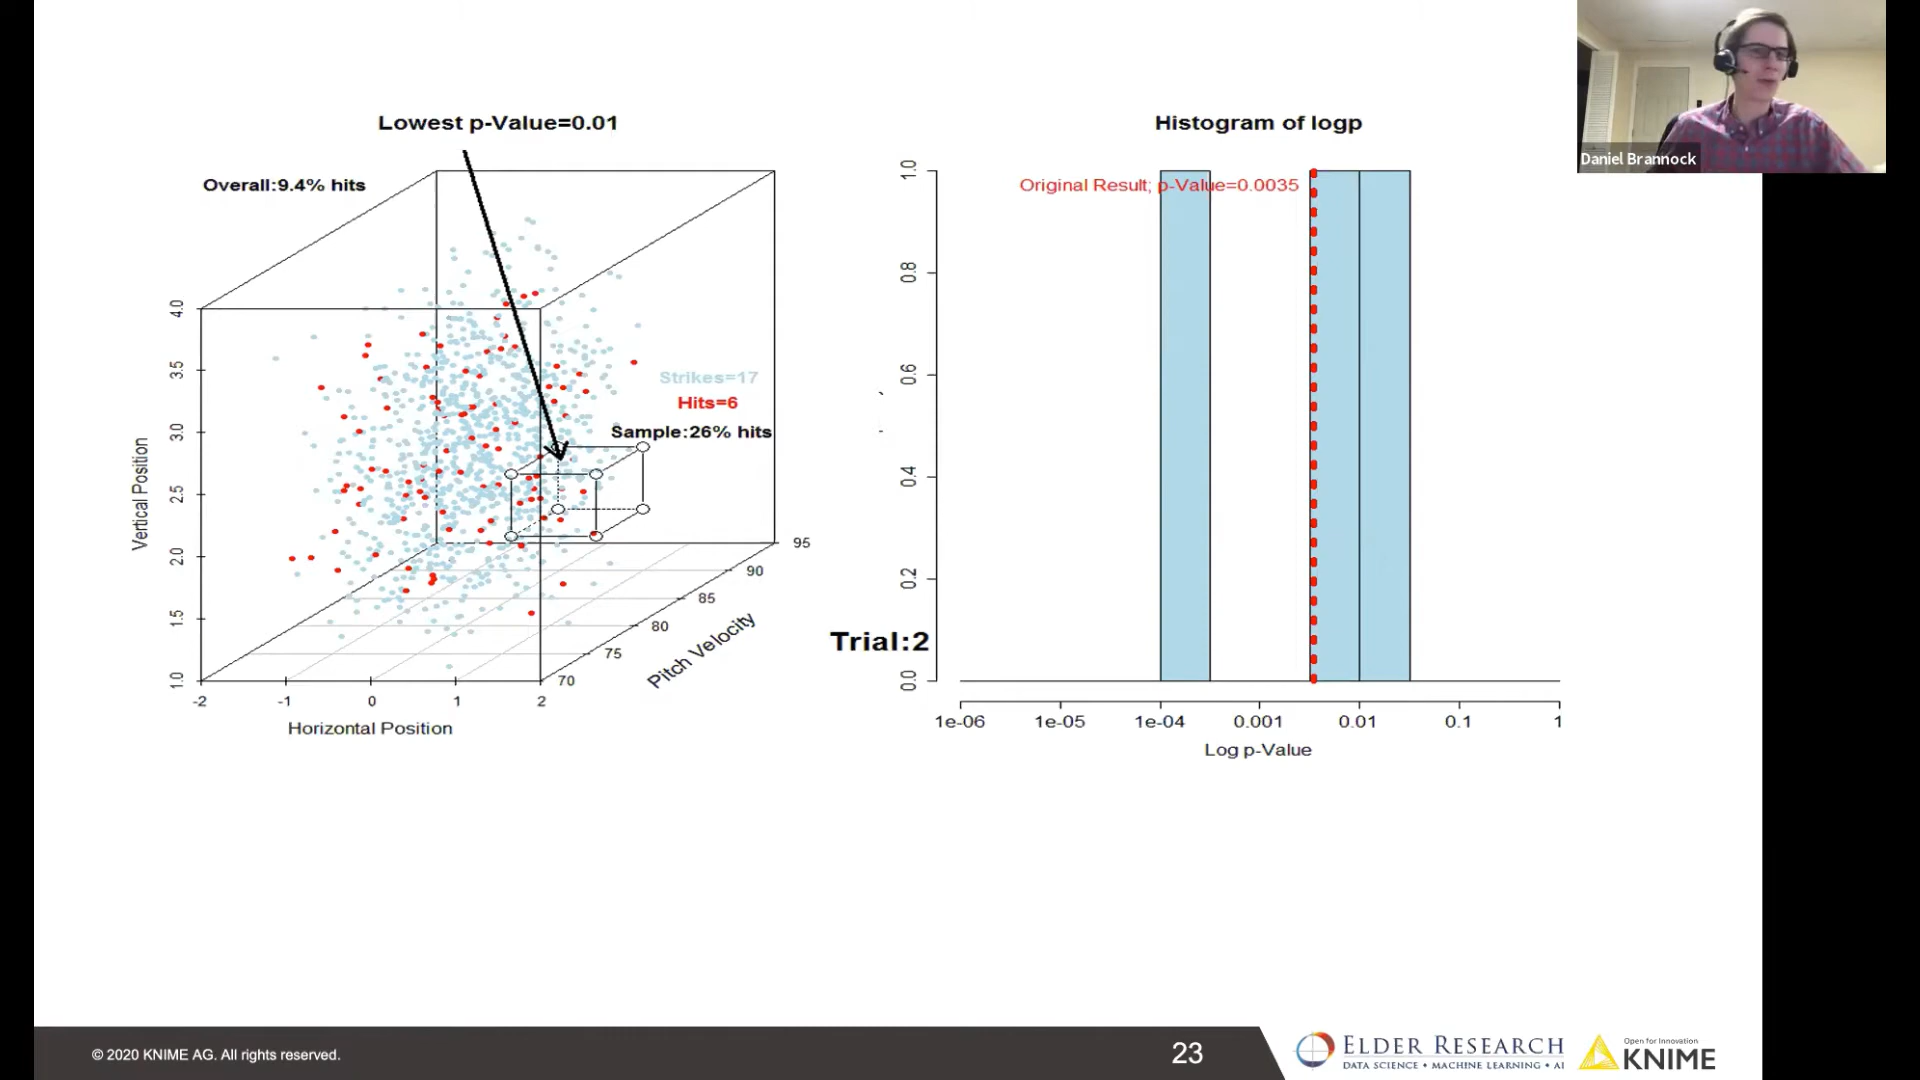 Daniel Brannock
Lowest p-Value=0.01
Overall:9.4% hits
Strikes=17
Hits=6
Sample:26% hits
Vertical Position
4.0
3.5
3.0
2.5
2.0
1.5
1.0
-2
-1
0
1
2
Horizontal Position
70
75
80
85
90
95
Pitch Velocity
Trial:2
Histogram of logp
Original Result; p-Value=0.0035
1.0
0.8
0.6
0.4
0.2
0.0
1e-06
1e-05
1e-04
0.001
0.01
0.1
1
Log p-Value
© 2020 KNIME AG. All rights reserved.
23
ELDER RESEARCH
DATA SCIENCE • MACHINE LEARNING • AI
Open for Innovation
KNIME